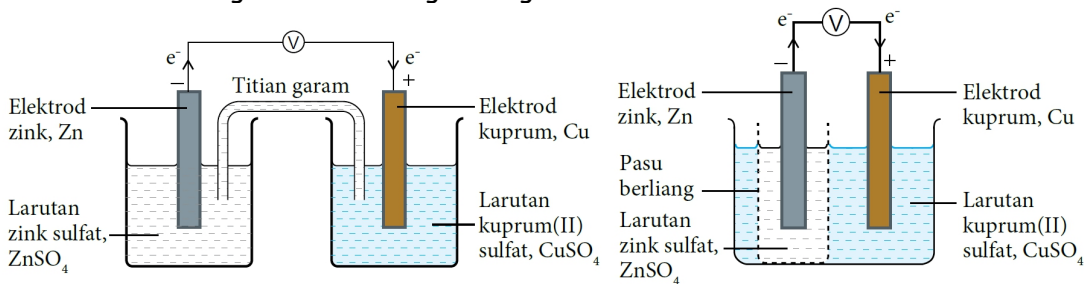 V
e-
e-
−
+
Titian garam
Elektrod
zink, Zn
Elektrod
kuprum, Cu
Larutan
zink sulfat,
ZnSO4
Larutan
kuprum(II)
sulfat, CuSO4
V
e-
e-
−
+
Elektrod
zink, Zn
Elektrod
kuprum, Cu
Pasu
berliang
Larutan
zink sulfat,
ZnSO4
Larutan
kuprum(II)
sulfat, CuSO4